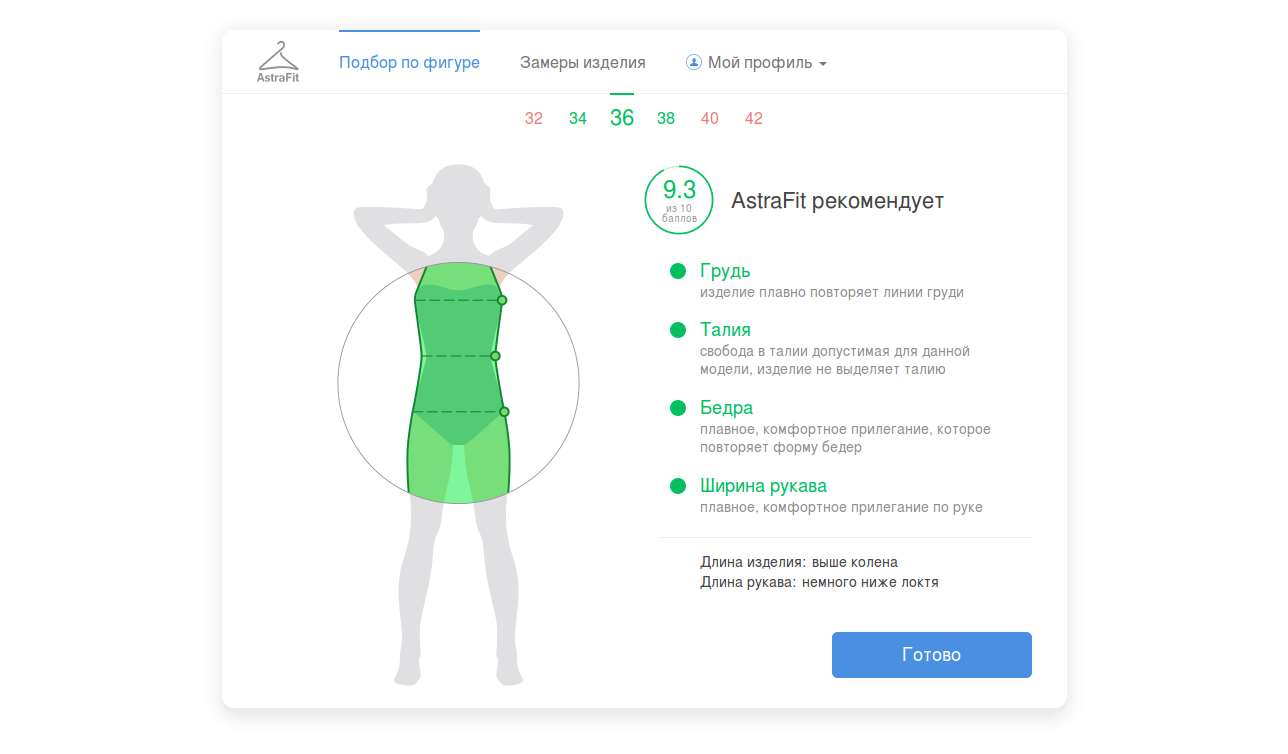 AstraFit
Подбор по фигуре
Замеры изделия
Мой профиль
32 34 36 38 40 42
9.3
из 10
баллов
AstraFit рекомендует
Грудь
изделие плавно повторяет линии груди
Талия
свобода в талии допустимая для данной
модели, изделие не выделяет талию
Бедра
плавное, комфортное прилегание, которое
повторяет форму бедер
Ширина рукава
плавное, комфортное прилегание по руке
Длина изделия: выше колена
Длина рукава: немного ниже локтя
Готово